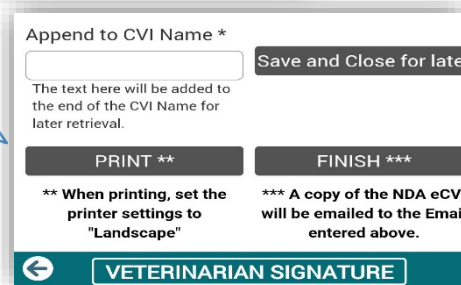 Append to CVI Name *
Save and Close for late
The text here will be added to
the end of the CVI Name for
later retrieval.
PRINT **
FINISH ***
** When printing, set the
printer settings to
"Landscape"
*** A copy of the NDA eCV
will be emailed to the Emai
entered above.
VETERINARIAN SIGNATURE